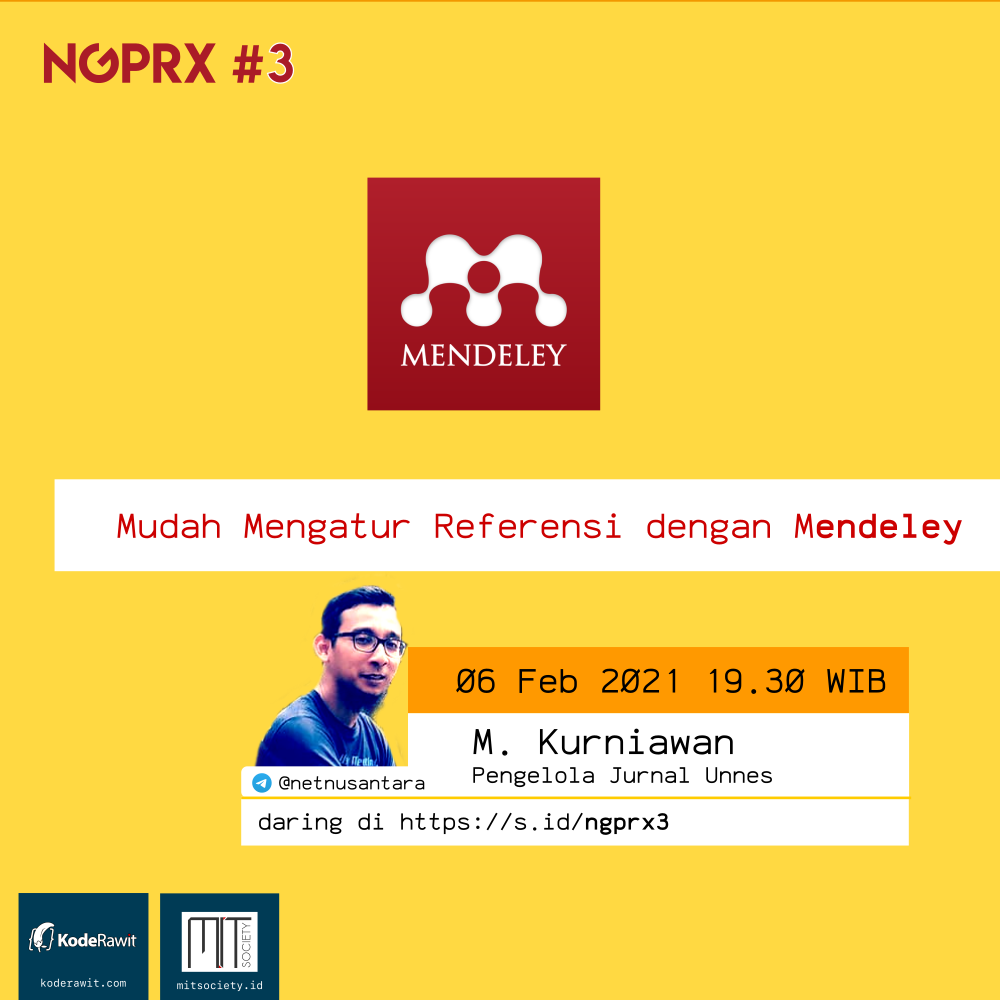 NGPRX #3
MENDELEY
Mudah Mengatur Referensi dengan Mendeley
06 Feb 2021 19.30 WIB
M. Kurniawan
Pengelola Jurnal Unnes
@netnusantara
daring di https://s.id/ngprx3
KodeRawit
koderawit.com
MIT
SOCIETY
mitsociety.id